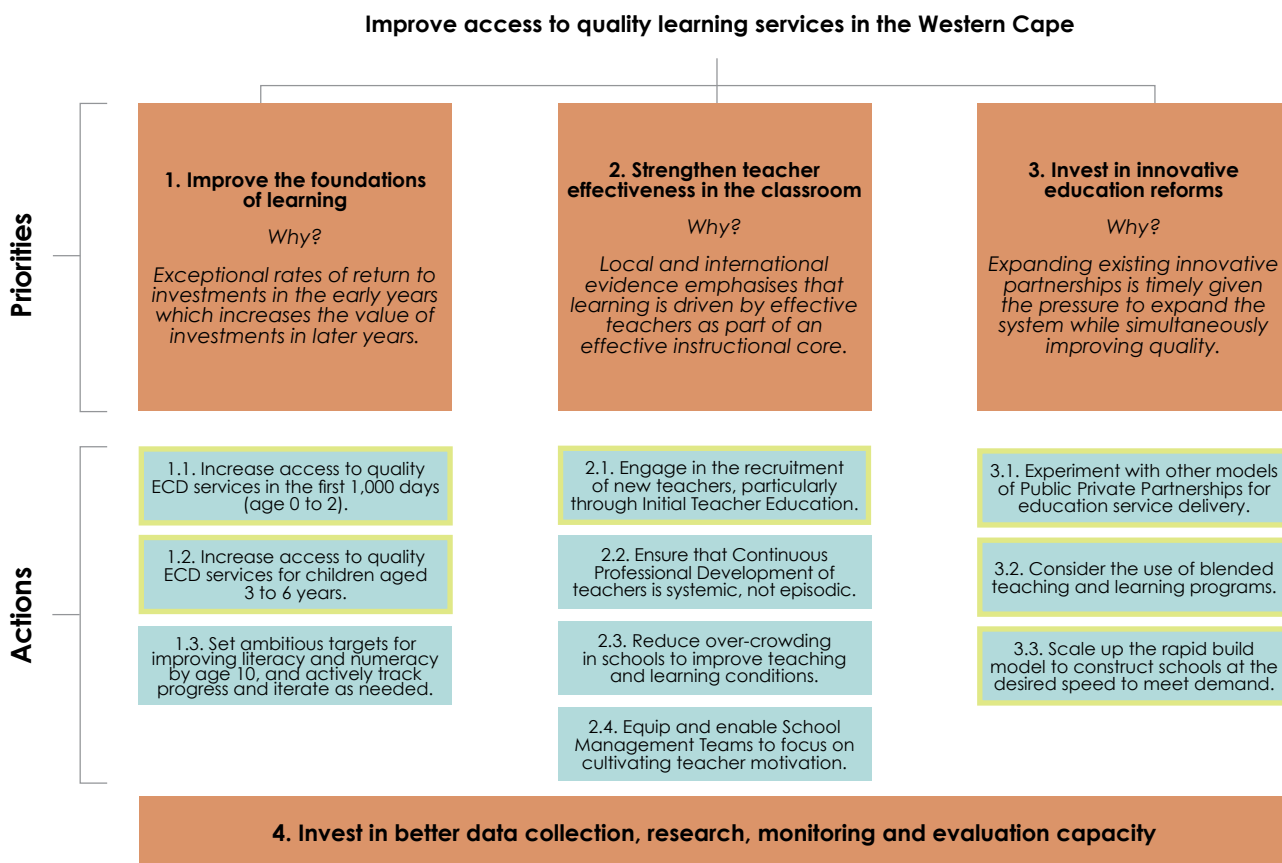 Improve access to quality learning services in the Western Cape
Priorities
1. Improve the foundations
of learning
Why?
Exceptional rates of return to
investments in the early years
which increases the value of
investments in later years.
2. Strengthen teacher
effectiveness in the classroom
Why?
Local and international
evidence emphasises that
learning is driven by effective
teachers as part of an
effective instructional core.
3. Invest in innovative
education reforms
Why?
Expanding existing innovative
partnerships is timely given
the pressure to expand the
system while simultaneously
improving quality.
Actions
1.1. Increase access to quality
ECD services in the first 1,000 days
(age 0 to 2).
1.2. Increase access to quality
ECD services for children aged
3 to 6 years.
1.3. Set ambitious targets for
improving literacy and numeracy
by age 10, and actively track
progress and iterate as needed.
2.1. Engage in the recruitment
of new teachers, particularly
through Initial Teacher Education.
2.2. Ensure that Continuous
Professional Development of
teachers is systemic, not episodic.
2.3. Reduce over-crowding
in schools to improve teaching
and learning conditions.
2.4. Equip and enable School
Management Teams to focus on
cultivating teacher motivation.
3.1. Experiment with other models
of Public Private Partnerships for
education service delivery.
3.2. Consider the use of blended
teaching and learning programs.
3.3. Scale up the rapid build
model to construct schools at the
desired speed to meet demand.
4. Invest in better data collection, research, monitoring and evaluation capacity